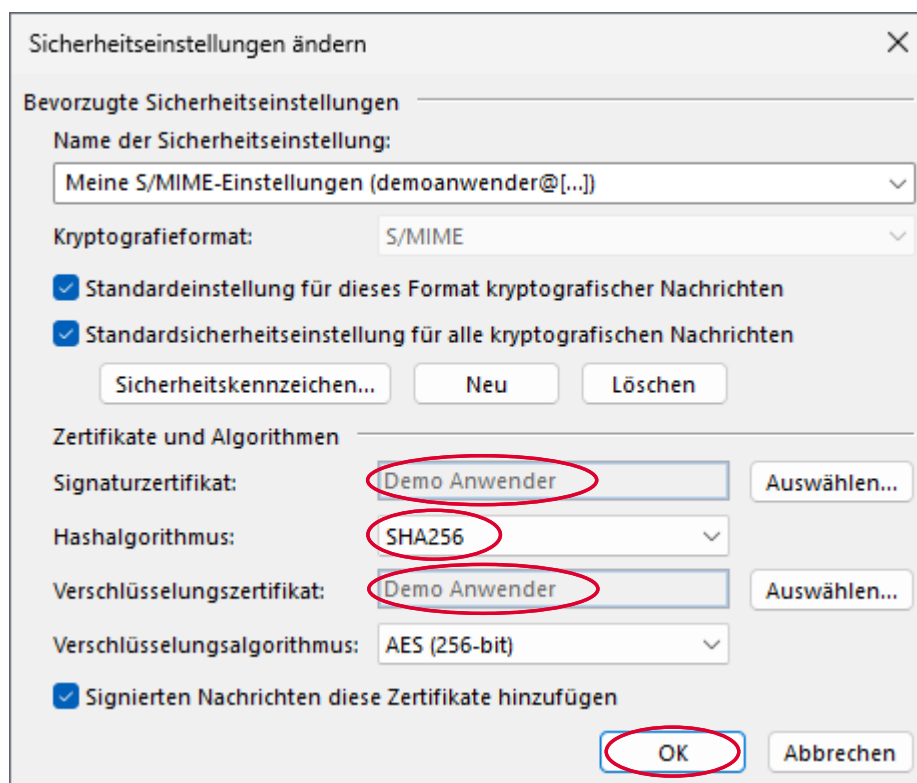 Sicherheitseinstellungen ändern
Bevorzugte Sicherheitseinstellungen
Name der Sicherheitseinstellung:
Meine S/MIME-Einstellungen (demoanwender@[...])
Kryptografieformat: S/MIME
Standardeinstellung für dieses Format kryptografischer Nachrichten
Standardsicherheitseinstellung für alle kryptografischen Nachrichten
Sicherheitskennzeichen... Neu Löschen
Zertifikate und Algorithmen
Signaturzertifikat: Demo Anwender Auswählen...
Hashalgorithmus: SHA256
Verschlüsselungszertifikat: Demo Anwender Auswählen...
Verschlüsselungsalgorithmus: AES (256-bit)
Signierten Nachrichten diese Zertifikate hinzufügen
OK Abbrechen